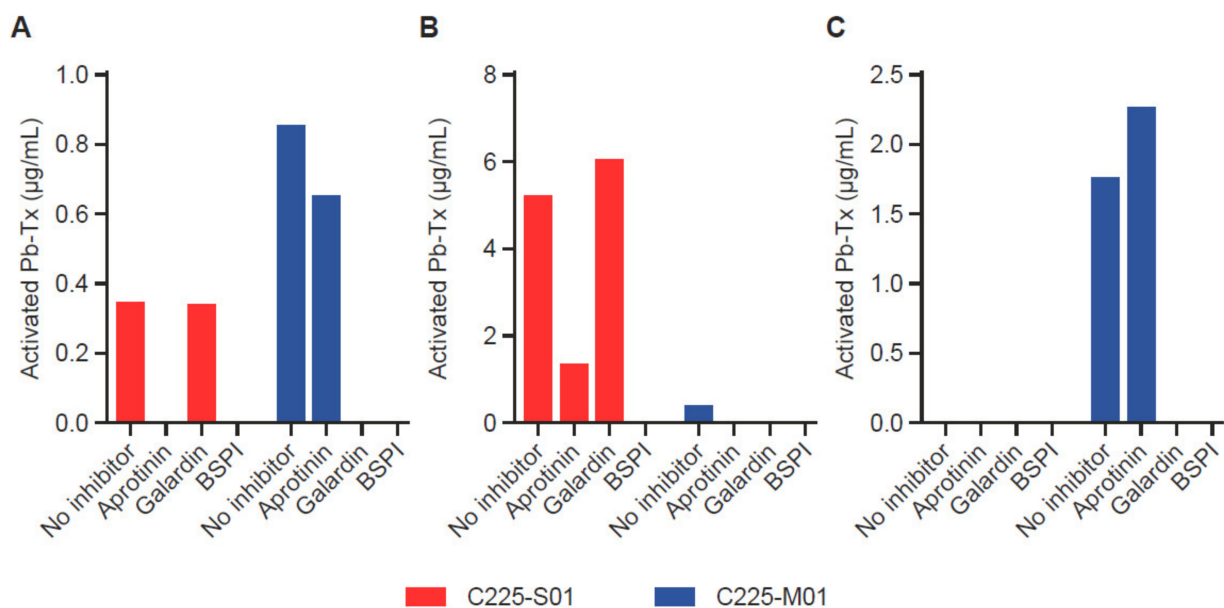 A
B
C
Activated Pb-Tx (µg/mL)
1.0
0.8
0.6
0.4
0.2
0.0
No inhibitor
Aprotinin
Galardin
BSPI
No inhibitor
Aprotinin
Galardin
BSPI
Activated Pb-Tx (µg/mL)
8
6
4
2
0
No inhibitor
Aprotinin
Galardin
BSPI
No inhibitor
Aprotinin
Galardin
BSPI
Activated Pb-Tx (µg/mL)
2.5
2.0
1.5
1.0
0.5
0.0
No inhibitor
Aprotinin
Galardin
BSPI
No inhibitor
Aprotinin
Galardin
BSPI
C225-S01
C225-M01